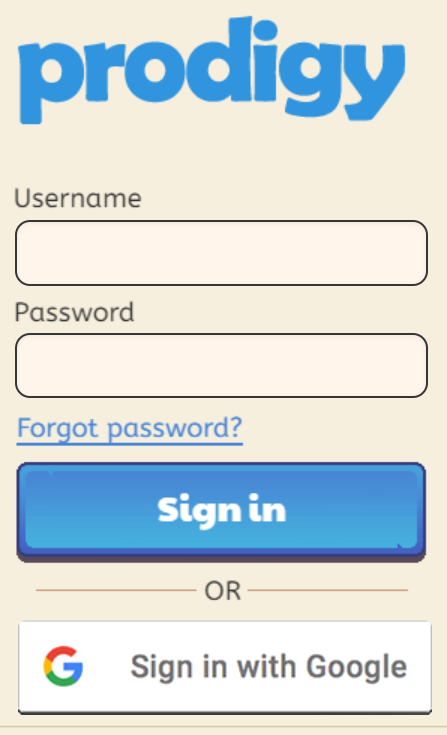 prodigy
Username
Password
Forgot password?
Sign in
OR
Sign in with Google